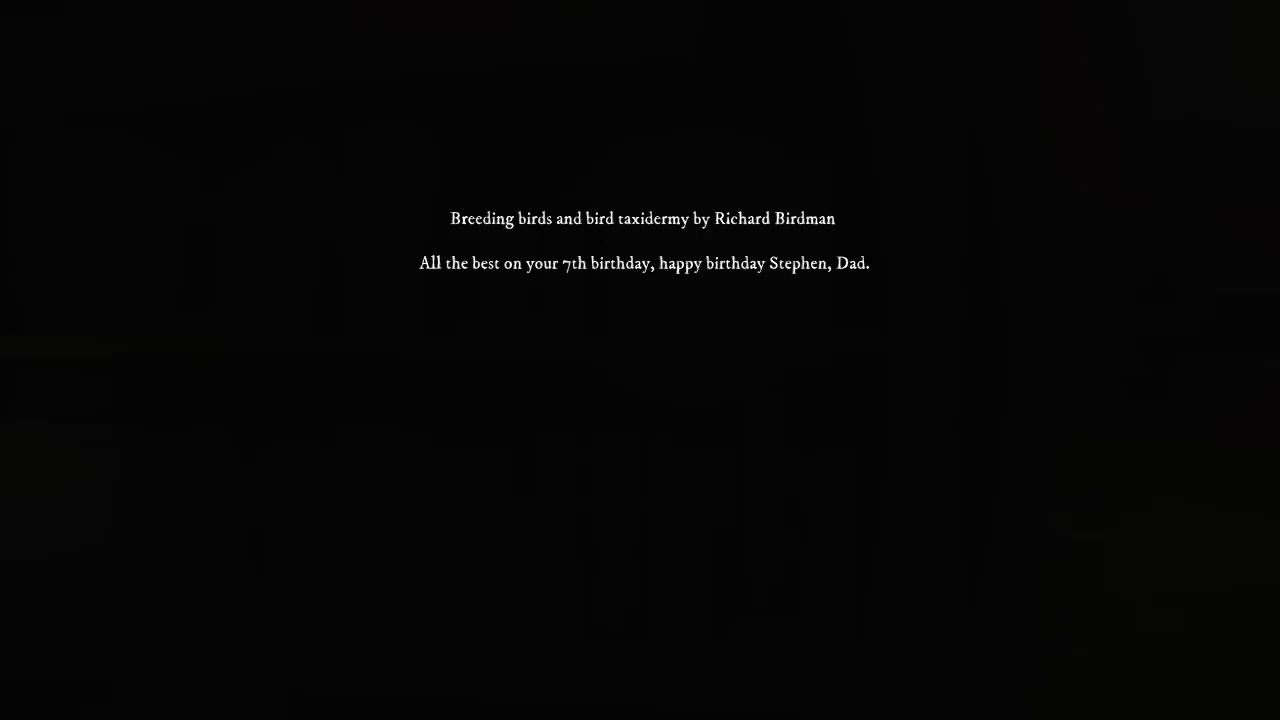 Breeding birds and bird taxidermy by Richard Birdman
All the best on your 7th birthday, happy birthday Stephen, Dad.